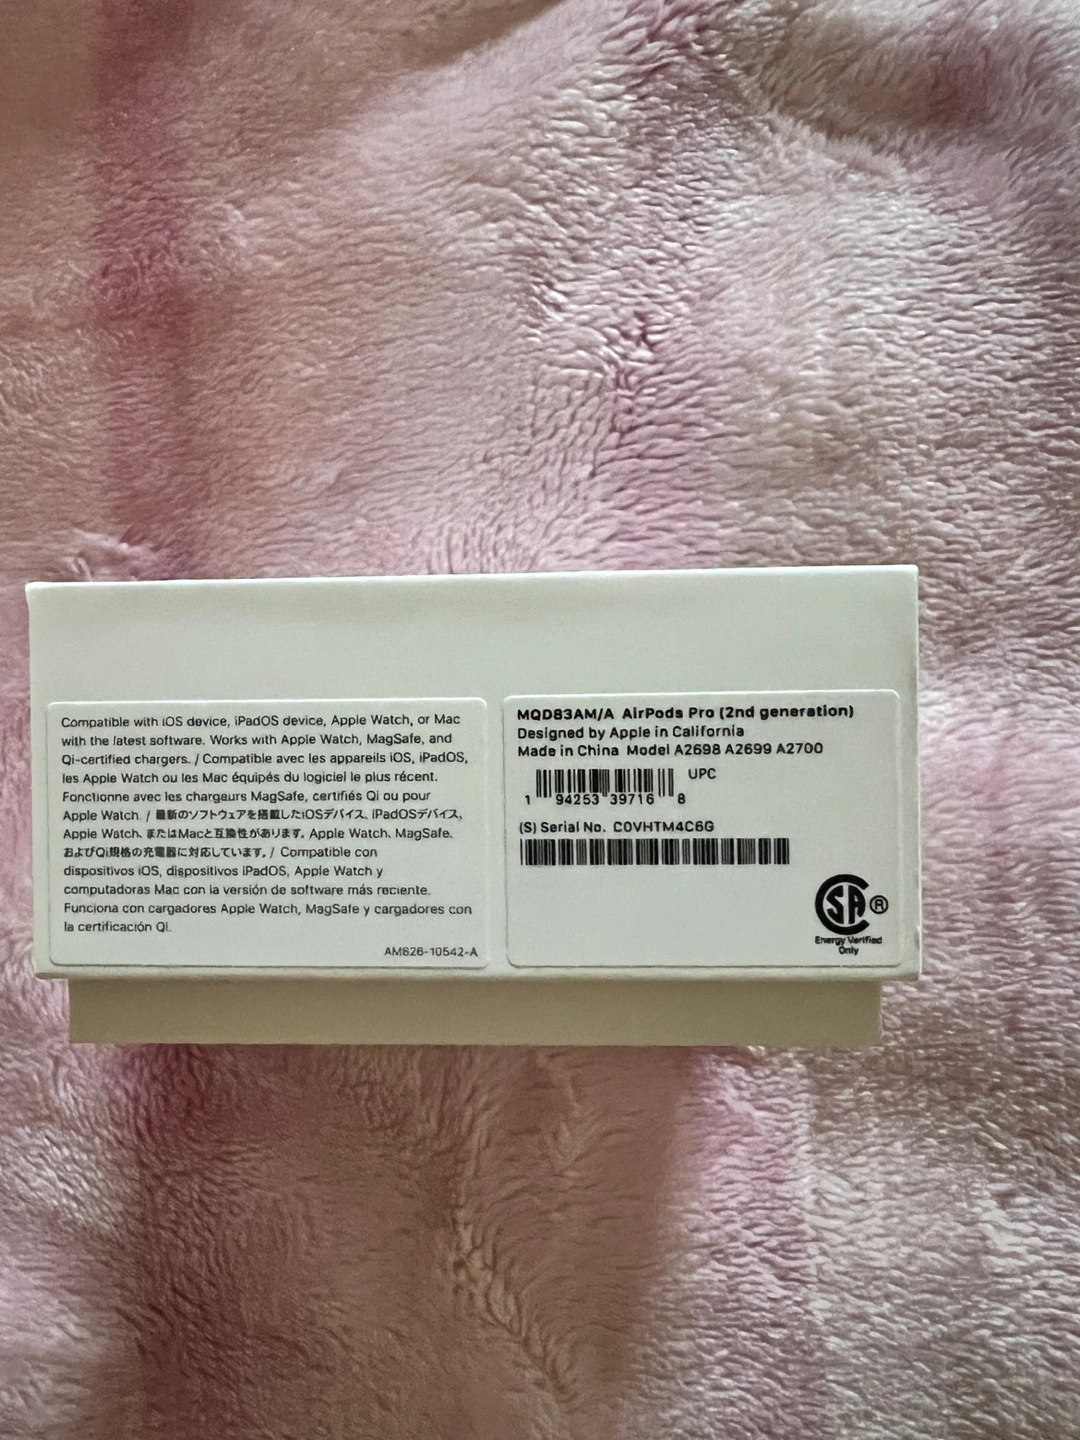 Compatible with iOS device, iPadOS device, Apple Watch, or Mac
with the latest software. Works with Apple Watch, MagSafe, and
Qi-certified chargers. / Compatible avec les appareils iOS, iPadOS,
les Apple Watch ou les Mac équipés du logiciel le plus récent.
Fonctionne avec les chargeurs MagSafe, certifiés Qi ou pour
Apple Watch. / 最新のソフトウェアを搭載したiOSデバイス、iPadOSデバイス、
Apple Watch、またはMacと互換性があります。Apple Watch、MagSafe、
およびQi規格の充電器に対応しています。/ Compatible con
dispositivos iOS, dispositivos iPadOS, Apple Watch y
computadoras Mac con la versión de software más reciente.
Funciona con cargadores Apple Watch, MagSafe y cargadores con
la certificación Qi.
AM626-10542-A
MQD83AM/A AirPods Pro (2nd generation)
Designed by Apple in California
Made in China Model A2698 A2699 A2700
UPC
1 94253 39716 8
(S) Serial No. C0VHTM4C6G
CSA ®
Energy Verified
Only